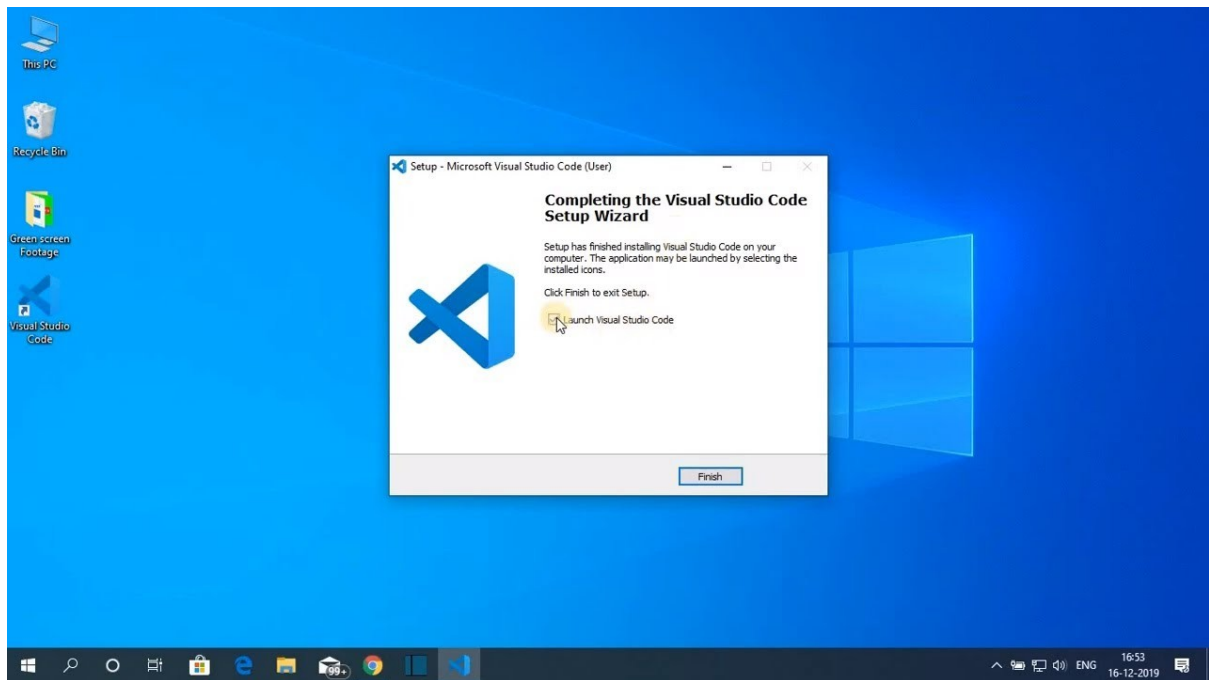 This PC
Recycle Bin
Green screen
Footage
Visual Studio
Code
Setup - Microsoft Visual Studio Code (User)
Completing the Visual Studio Code
Setup Wizard
Setup has finished installing Visual Studio Code on your
computer. The application may be launched by selecting the
installed icons.
Click Finish to exit Setup.
Launch Visual Studio Code
Finish
99+
ENG
16:53
16-12-2019